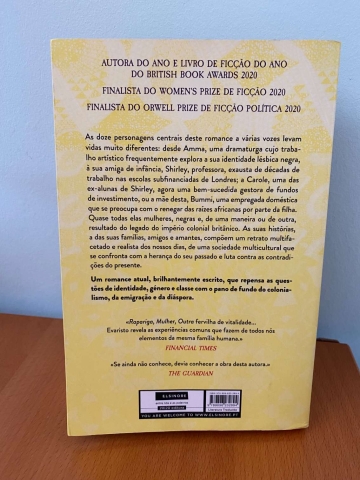 AUTORA DO ANO E LIVRO DE FICÇÃO DO ANO
DO BRITISH BOOK AWARDS 2020
FINALISTA DO WOMEN'S PRIZE DE FICÇÃO 2020
FINALISTA DO ORWELL PRIZE DE FICÇÃO POLÍTICA 2020
As doze personagens centrais deste romance a várias vozes levam
vidas muito diferentes: desde Amma, uma dramaturga cujo tra-
balho artístico frequentemente explora a sua identidade lésbica negra,
à sua amiga de infância, Shirley, professora, exausta de décadas de
trabalho nas escolas subfinanciadas de Londres; a Carole, uma das
ex-alunas de Shirley, agora uma bem-sucedida gestora de fundos
de investimento, ou a mãe desta, Bummi, uma empregada doméstica
que se preocupa com o renegar das raízes africanas por parte da filha.
Quase todas elas mulheres, negras e, de uma maneira ou de outra,
resultado do legado do império colonial britânico. As suas histórias,
a das suas famílias, amigos e amantes, compõem um retrato multifa-
cetado e realista dos nossos dias, de uma sociedade multicultural que
se confronta com a herança do seu passado e luta contra as contradi-
ções do presente.
Um romance atual, brilhantemente escrito, que repensa as ques-
tões de identidade, género e classe com o pano de fundo do colonia-
lismo, da emigração e da diáspora.
«Rapariga, Mulher, Outra fervilha de vitalidade...
Evaristo revela as experiências comuns que fazem de todos nós
elementos da mesma família humana.»
FINANCIAL TIMES
«Se ainda não conhece, devia conhecer a obra desta autora.»
THE GUARDIAN
ELSINORE
YOU ARE WELCOME TO WWW.ELSINORE.PT